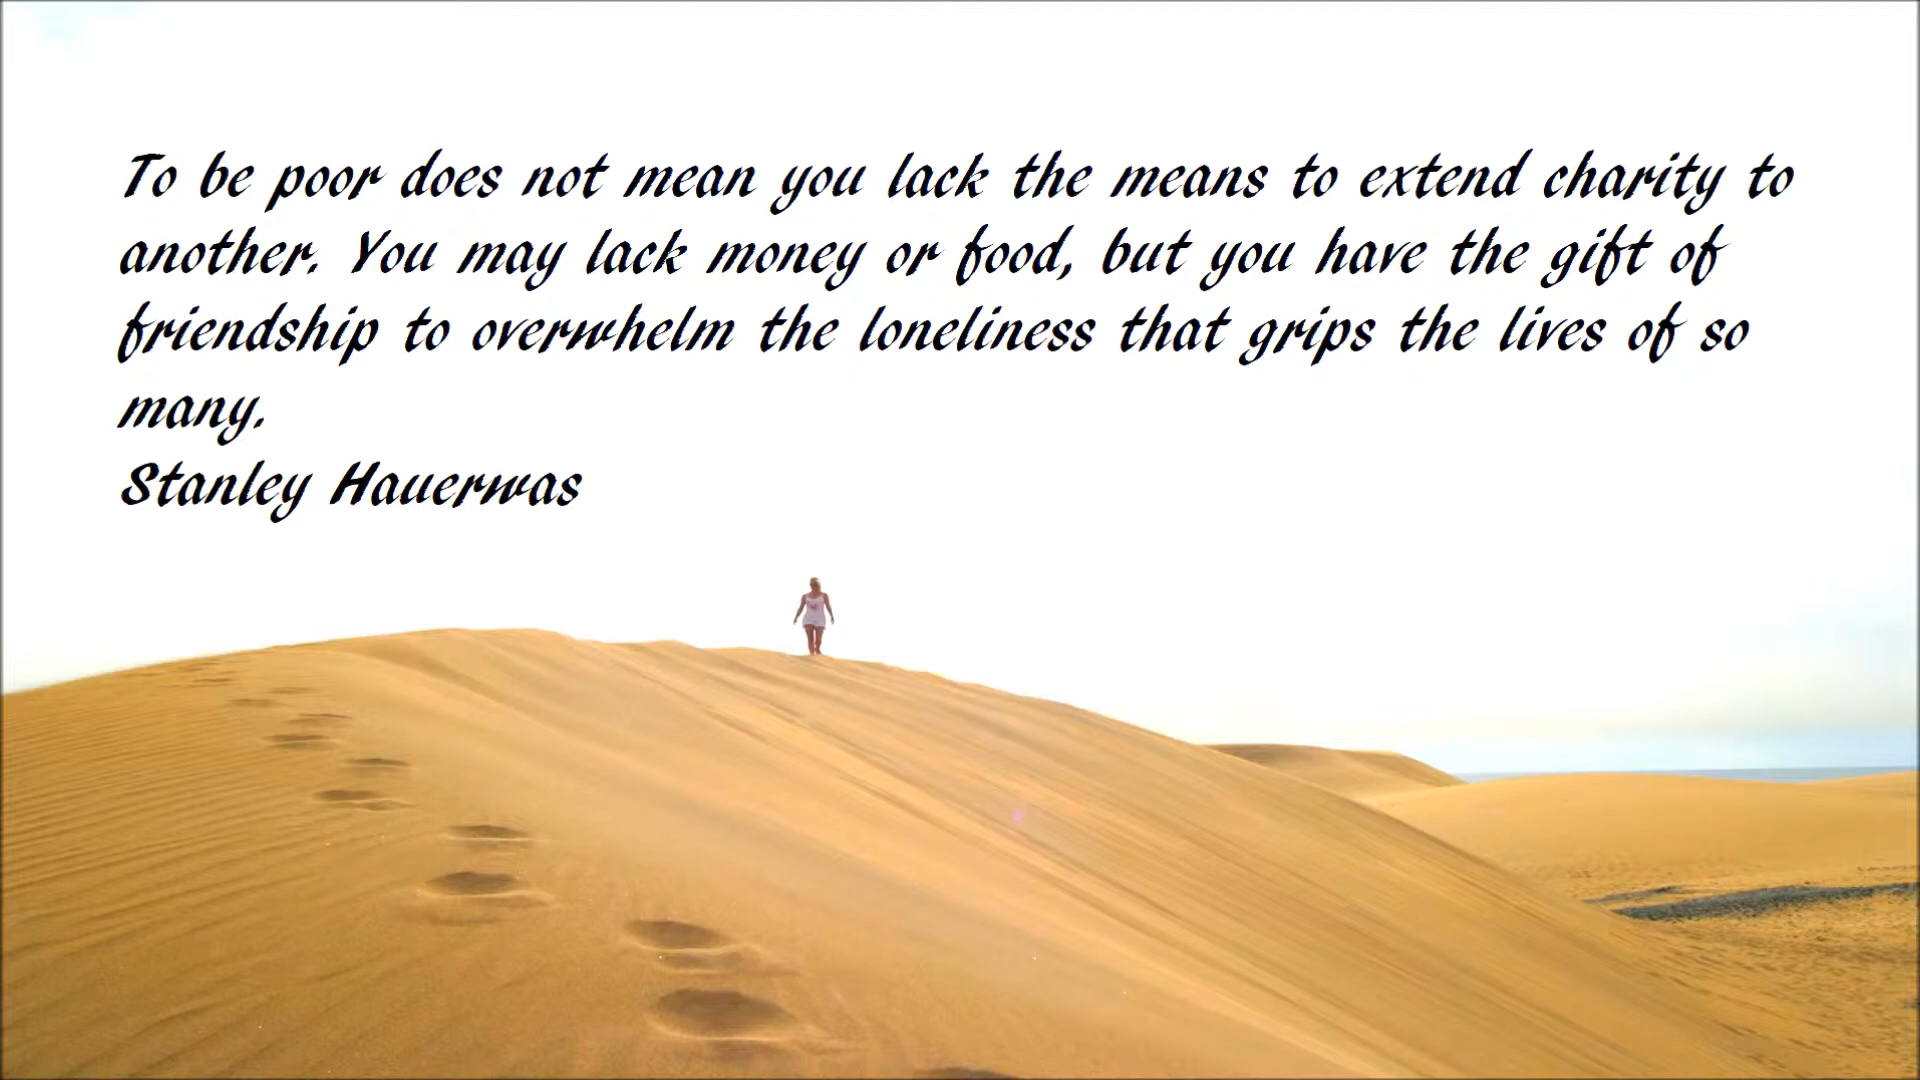 To be poor does not mean you lack the means to extend charity to
another. You may lack money or food, but you have the gift of
friendship to overwhelm the loneliness that grips the lives of so
many.
Stanley Hauerwas